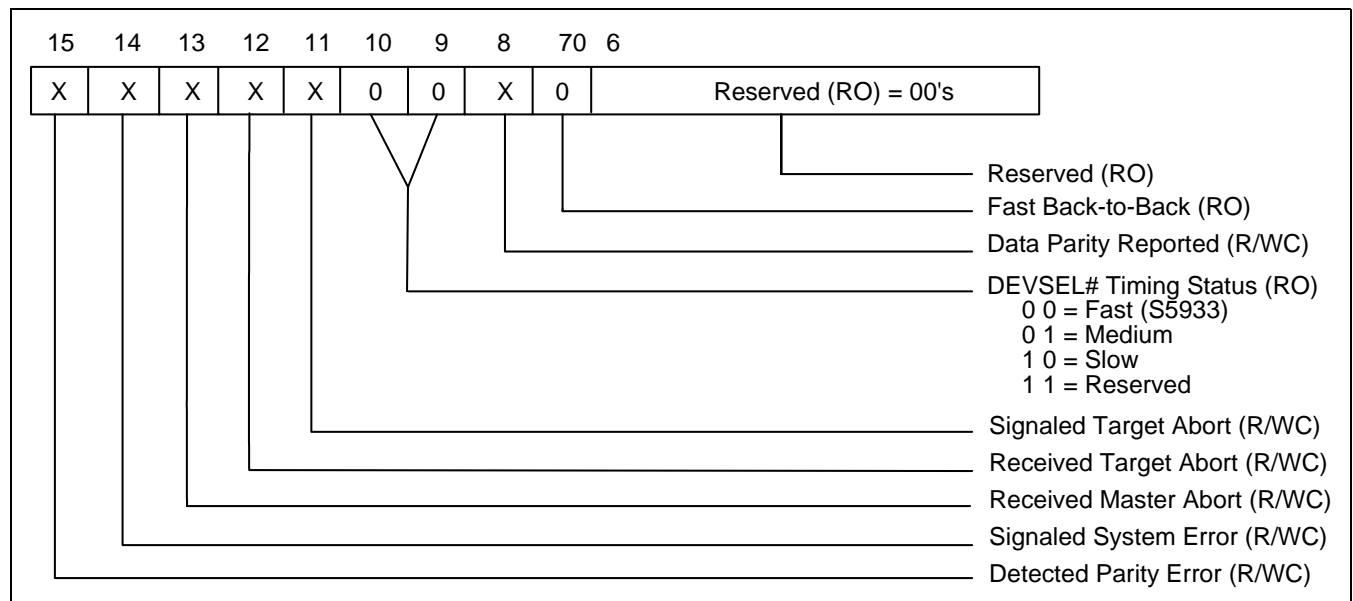 15 14 13 12 11 10 9 8 70 6
X X X X X 0 0 X 0 Reserved (RO) = 00's
Reserved (RO)
Fast Back-to-Back (RO)
Data Parity Reported (R/WC)
DEVSEL# Timing Status (RO)
0 0 = Fast (S5933)
0 1 = Medium
1 0 = Slow
1 1 = Reserved
Signaled Target Abort (R/WC)
Received Target Abort (R/WC)
Received Master Abort (R/WC)
Signaled System Error (R/WC)
Detected Parity Error (R/WC)